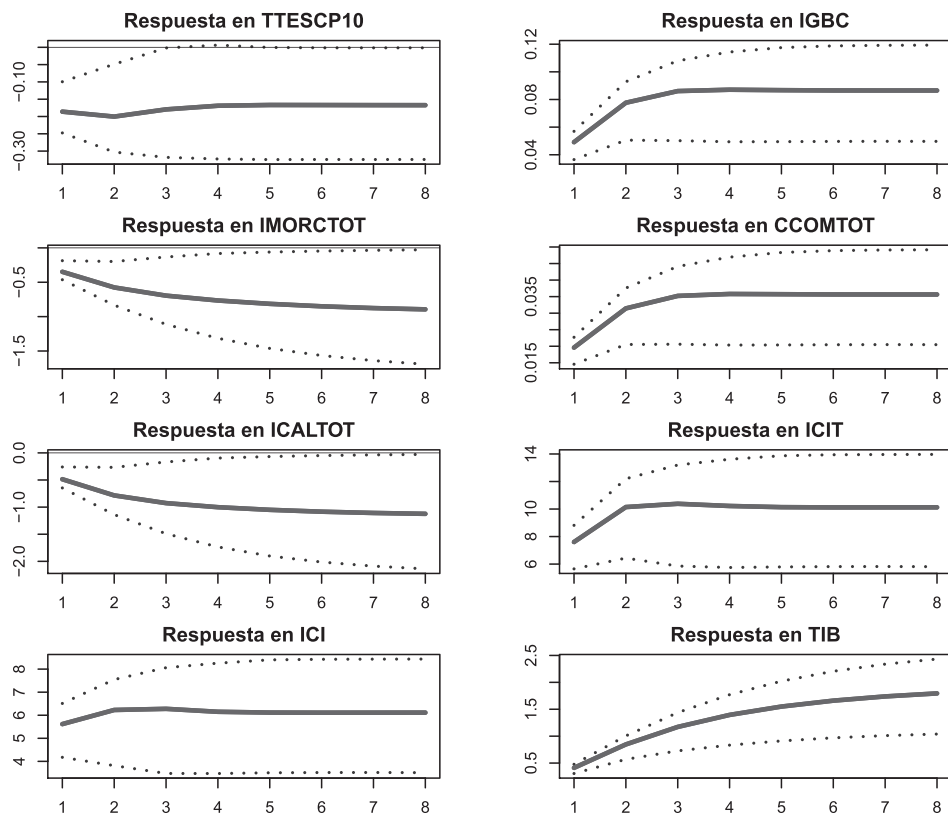 Respuesta en TTESCP10
−0.10
−0.30
1 2 3 4 5 6 7 8
Respuesta en IGBC
0.12
0.08
0.04
1 2 3 4 5 6 7 8
Respuesta en IMORCTOT
−0.5
−1.5
1 2 3 4 5 6 7 8
Respuesta en CCOMTOT
0.035
0.015
1 2 3 4 5 6 7 8
Respuesta en ICALTOT
0.0
−1.0
−2.0
1 2 3 4 5 6 7 8
Respuesta en ICIT
14
10
8
6
1 2 3 4 5 6 7 8
Respuesta en ICI
8
7
6
5
4
1 2 3 4 5 6 7 8
Respuesta en TIB
2.5
1.5
0.5
1 2 3 4 5 6 7 8